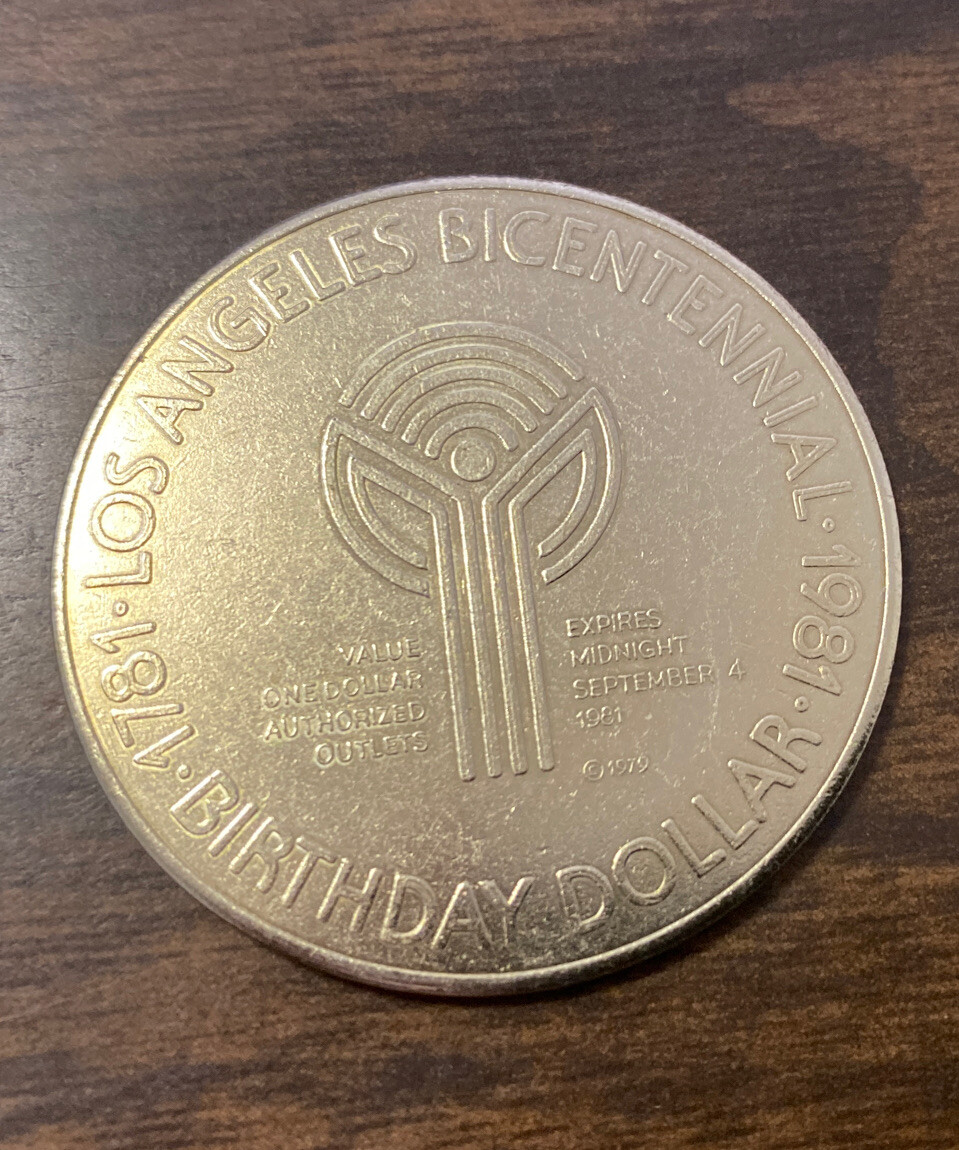 LOS ANGELES BICENTENNIAL · 1981 · BIRTHDAY DOLLAR · 1781 ·
VALUE
ONE DOLLAR
AUTHORIZED
OUTLETS
EXPIRES
MIDNIGHT
SEPTEMBER 4
1981
©1979